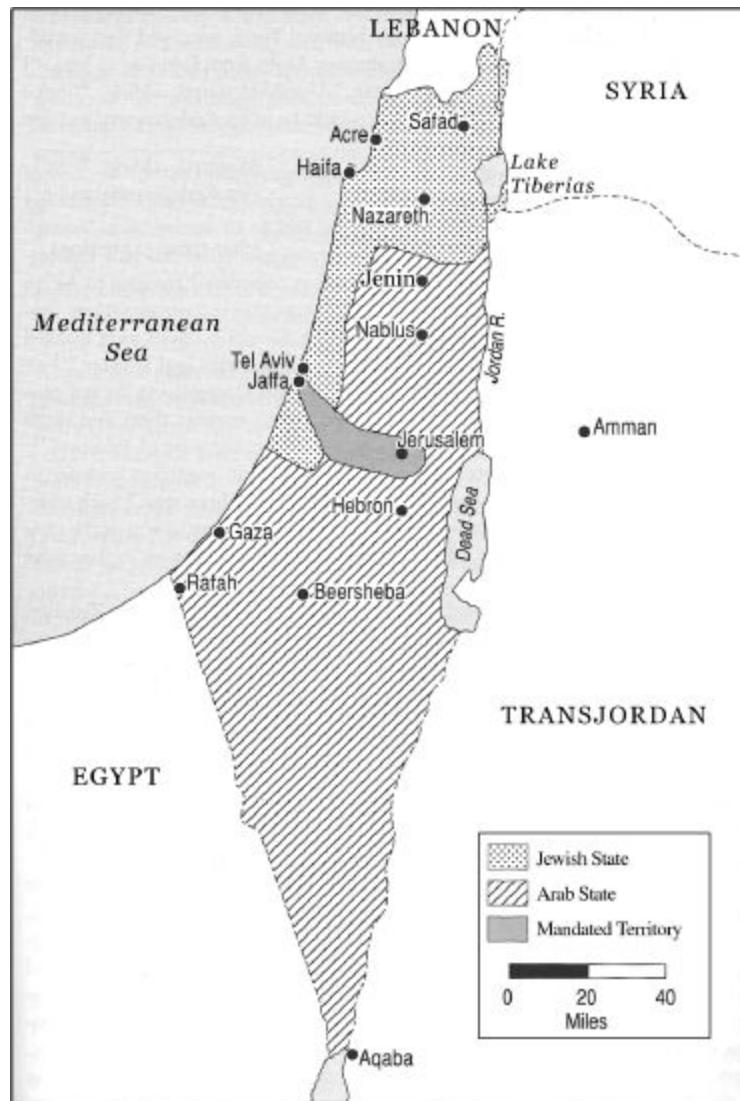 LEBANON
SYRIA
Safad
Acre
Haifa
Lake
Tiberias
Nazareth
Jenin
Mediterranean
Sea
Nablus
Jordan R.
Tel Aviv
Jaffa
Amman
Jerusalem
Hebron
Dead Sea
Gaza
Rafah
Beersheba
TRANSJORDAN
EGYPT
Jewish State
Arab State
Mandated Territory
0 20 40
Miles
Aqaba